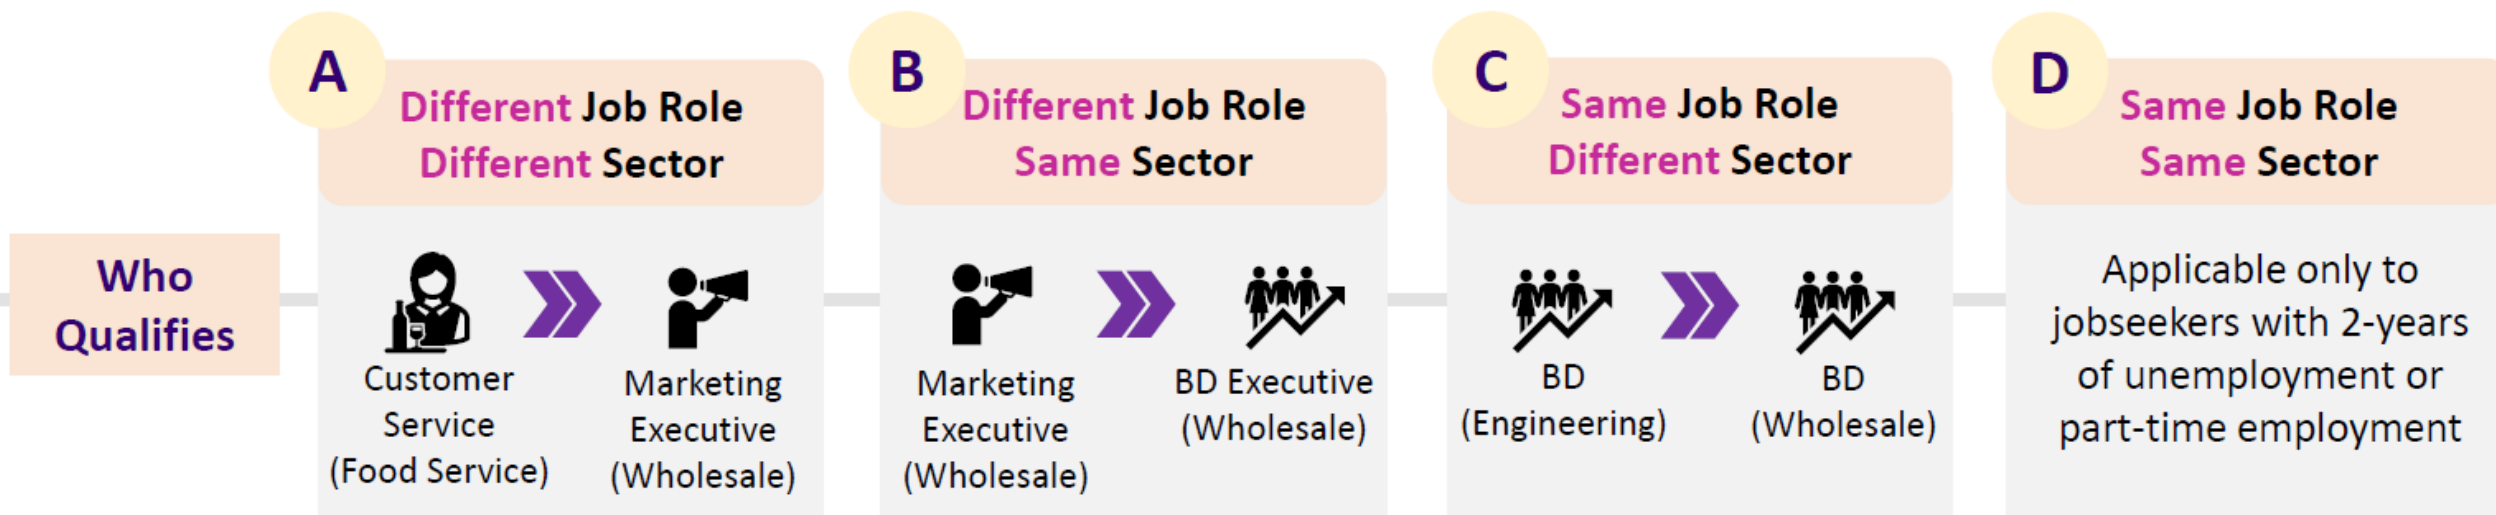 Who
Qualifies
A
Different Job Role
Different Sector
Customer
Service
(Food Service)
Marketing
Executive
(Wholesale)
B
Different Job Role
Same Sector
Marketing
Executive
(Wholesale)
BD Executive
(Wholesale)
C
Same Job Role
Different Sector
BD
(Engineering)
BD
(Wholesale)
D
Same Job Role
Same Sector
Applicable only to
jobseekers with 2-years
of unemployment or
part-time employment